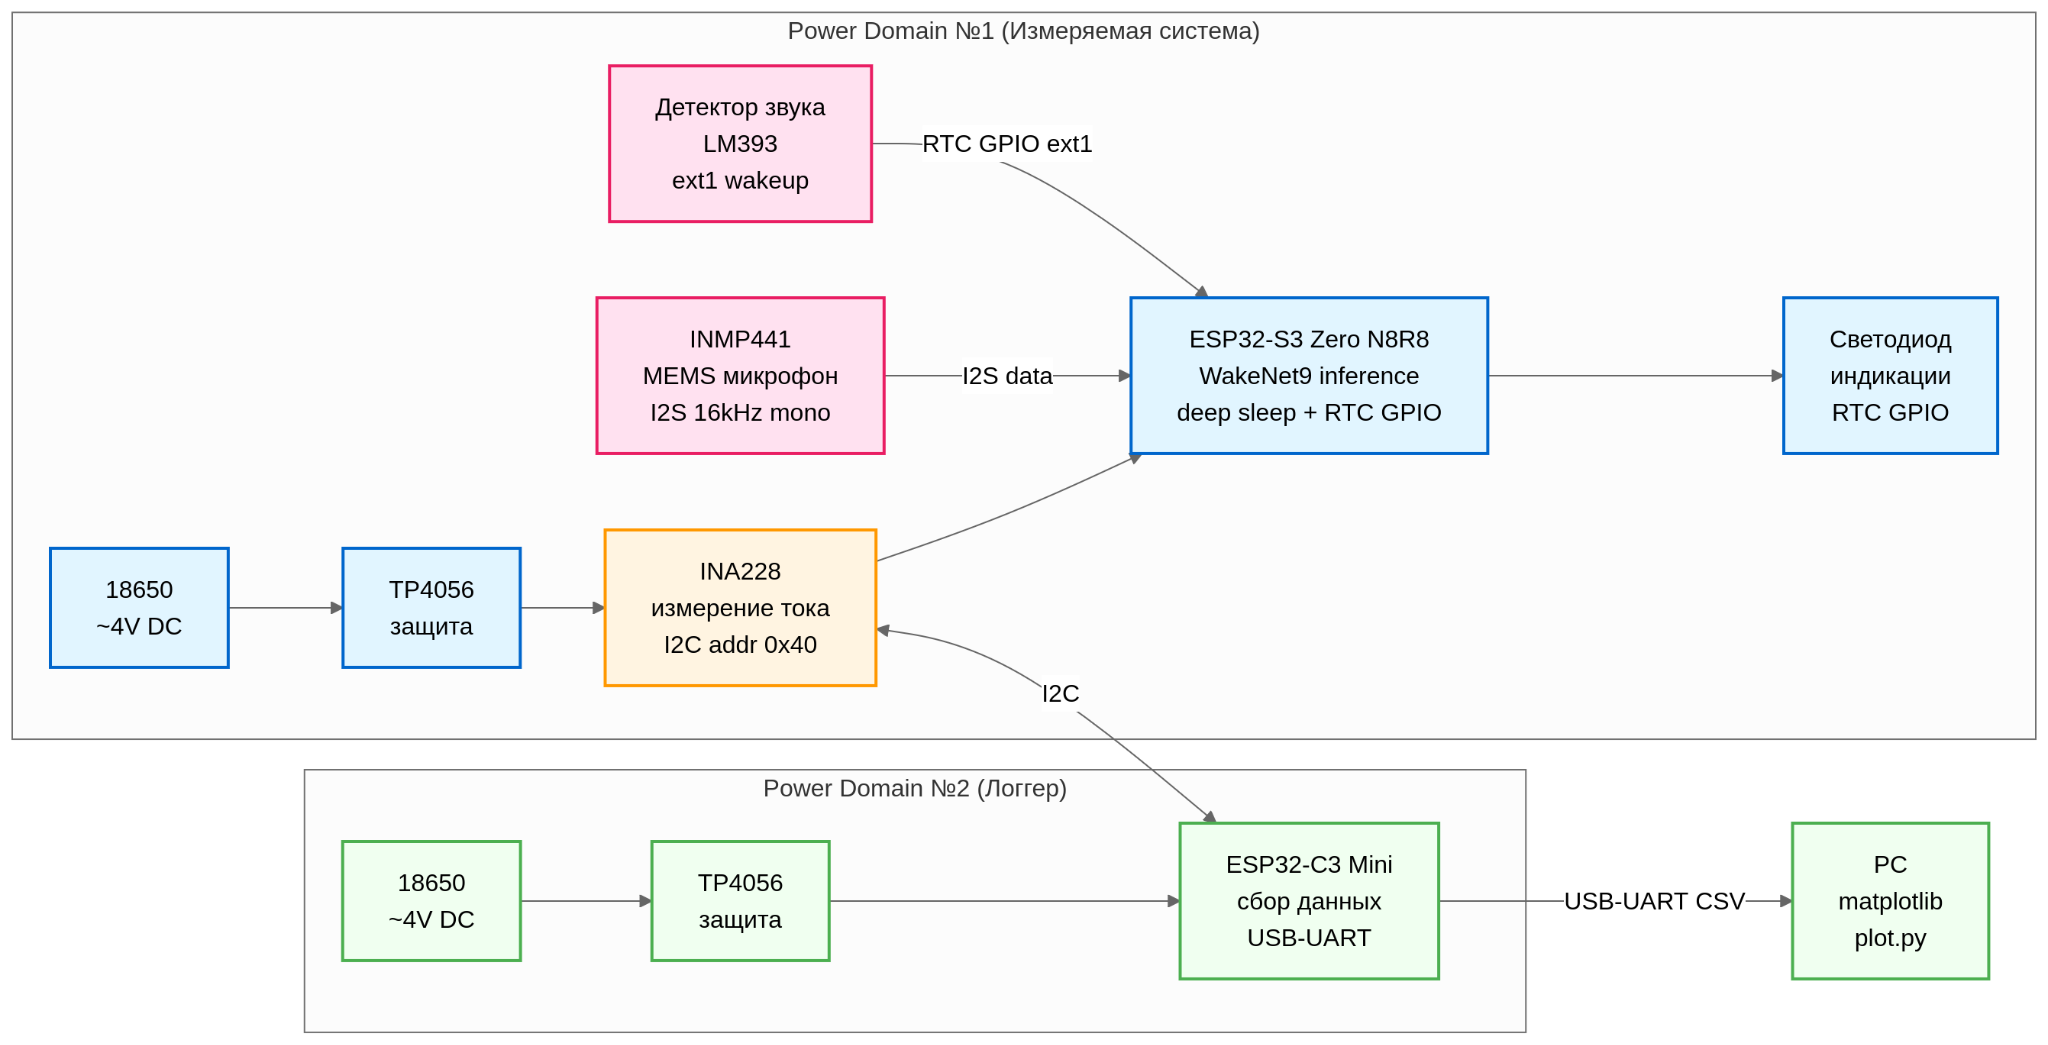 Power Domain №1 (Измеряемая система)
Детектор звука
LM393
ext1 wakeup
RTC GPIO ext1
INMP441
MEMS микрофон
I2S 16kHz mono
I2S data
ESP32-S3 Zero N8R8
WakeNet9 inference
deep sleep + RTC GPIO
Светодиод
индикации
RTC GPIO
18650
~4V DC
TP4056
защита
INA228
измерение тока
I2C addr 0x40
I2C
Power Domain №2 (Логгер)
18650
~4V DC
TP4056
защита
ESP32-C3 Mini
сбор данных
USB-UART
USB-UART CSV
PC
matplotlib
plot.py